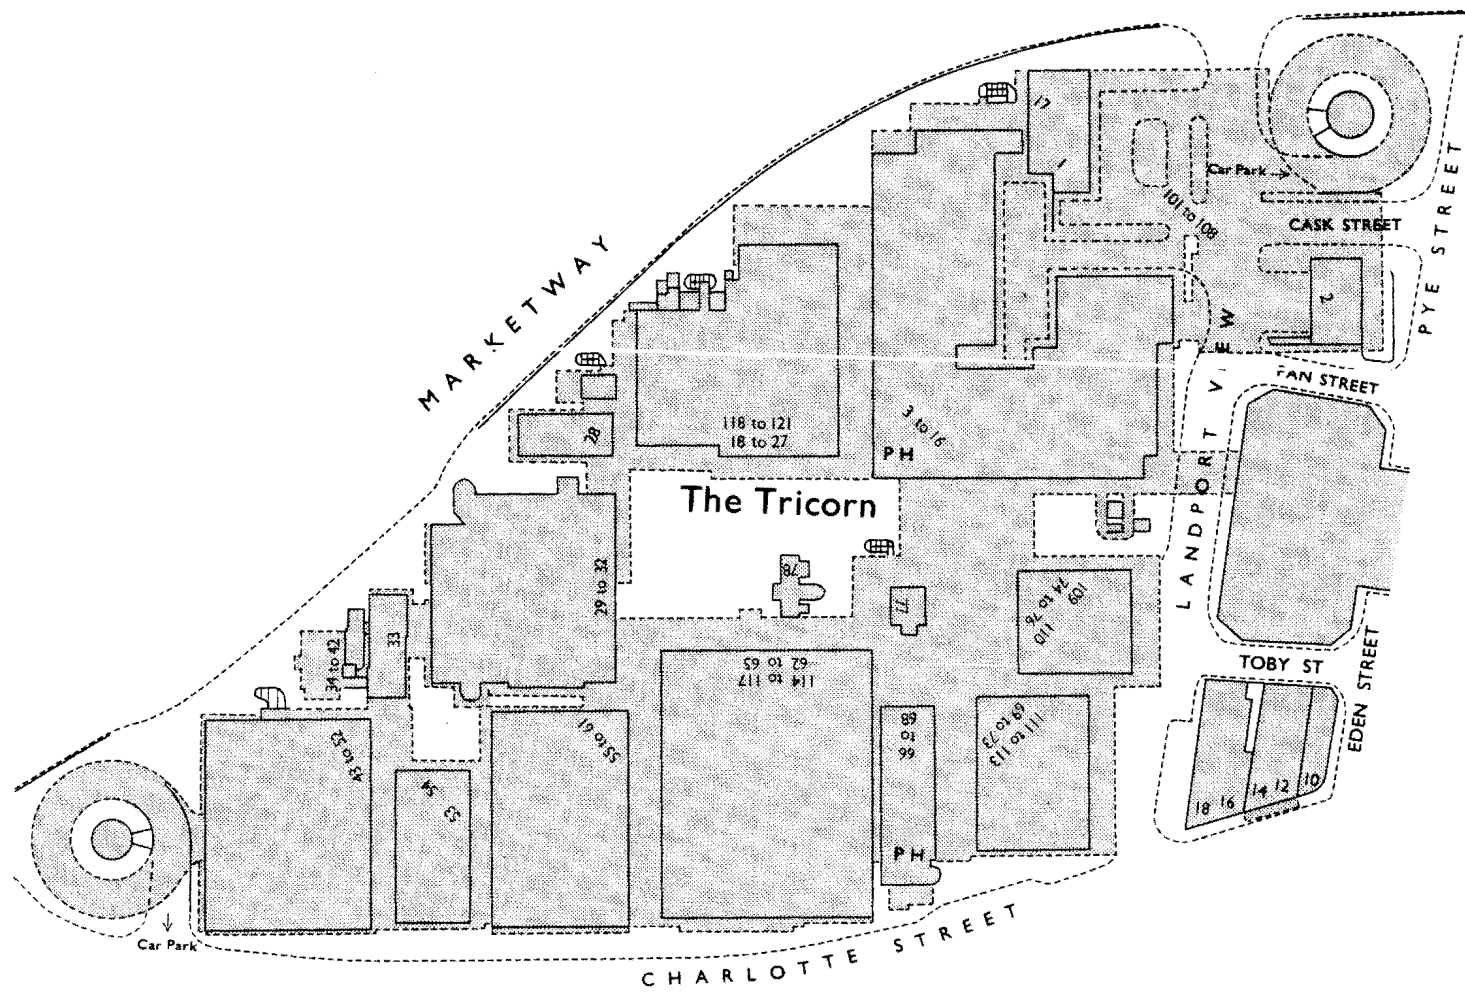 17
1
Car Park
PYE STREET
101 to 108
CASK STREET
2
MARKETWAY
118 to 121
18 to 27
28
3 to 16
PH
LANDPORT V EW
PAN STREET
The Tricorn
29 to 32
78
77
109
74 to 76
110
33
34 to 42
114 to 117
62 to 65
TOBY ST
EDEN STREET
43 to 52
55 to 61
66 to 68
111 to 113
69 to 73
54
53
18
16
14
12
10
PH
Car Park
CHARLOTTE STREET